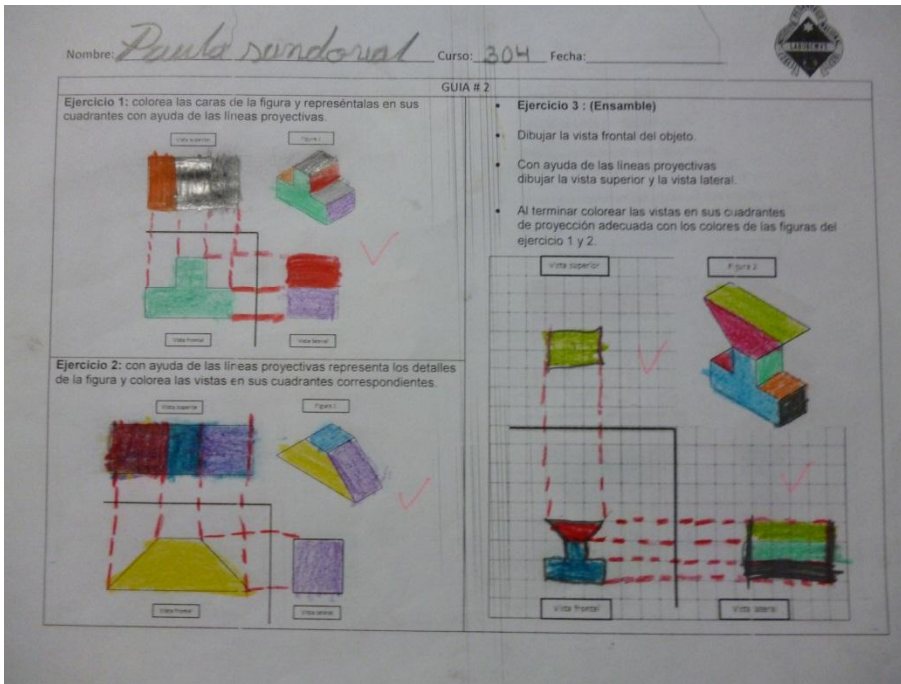 Nombre: Paula sandoval Curso: 304 Fecha:
GUIA # 2
Ejercicio 1: colorea las caras de la figura y represéntalas en sus
cuadrantes con ayuda de las líneas proyectivas.
Vista superior
Figura 1
Vista frontal
Vista lateral
Ejercicio 2: con ayuda de las líneas proyectivas representa los detalles
de la figura y colorea las vistas en sus cuadrantes correspondientes.
Vista superior
Figura 2
Vista frontal
Vista lateral
• Ejercicio 3 : (Ensamble)
• Dibujar la vista frontal del objeto.
• Con ayuda de las líneas proyectivas
dibujar la vista superior y la vista lateral.
• Al terminar colorear las vistas en sus cuadrantes
de proyección adecuada con los colores de las figuras del
ejercicio 1 y 2.
Vista superior
Figura 3
Vista frontal
Vista lateral